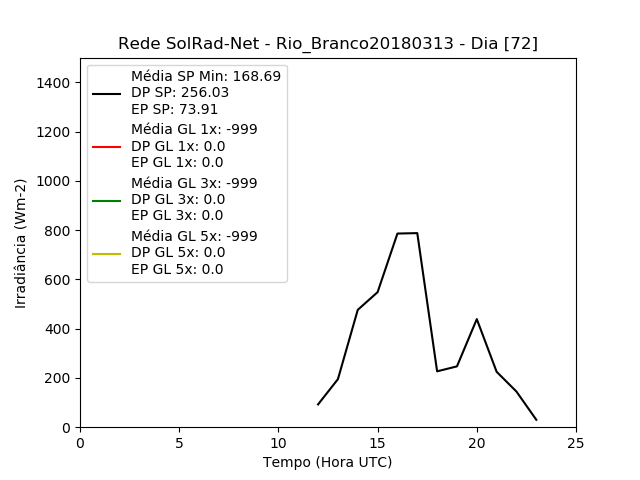 Rede SolRad-Net - Rio_Branco20180313 - Dia [72]
Média SP Min: 168.69
DP SP: 256.03
EP SP: 73.91
Média GL 1x: -999
DP GL 1x: 0.0
EP GL 1x: 0.0
Média GL 3x: -999
DP GL 3x: 0.0
EP GL 3x: 0.0
Média GL 5x: -999
DP GL 5x: 0.0
EP GL 5x: 0.0
Irradiância (Wm-2)
1400
1200
1000
800
600
400
200
0
0 5 10 15 20 25
Tempo (Hora UTC)